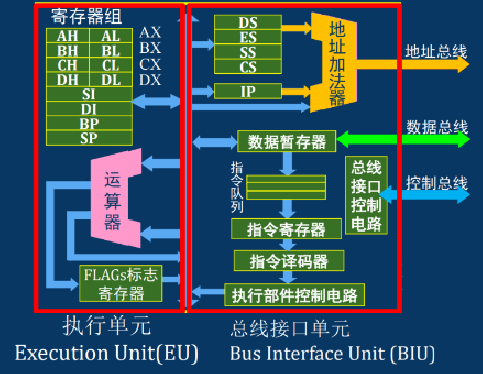 寄存器组
AH AL AX
BH BL BX
CH CL CX
DH DL DX
SI
DI
BP
SP
运算器
FLAGs标志
寄存器
执行单元
Execution Unit(EU)
DS
ES
SS
CS
IP
地址加法器
地址总线
数据暂存器
数据总线
指令队列
总线
接口
控制
电路
控制总线
指令寄存器
指令译码器
执行部件控制电路
总线接口单元
Bus Interface Unit (BIU)